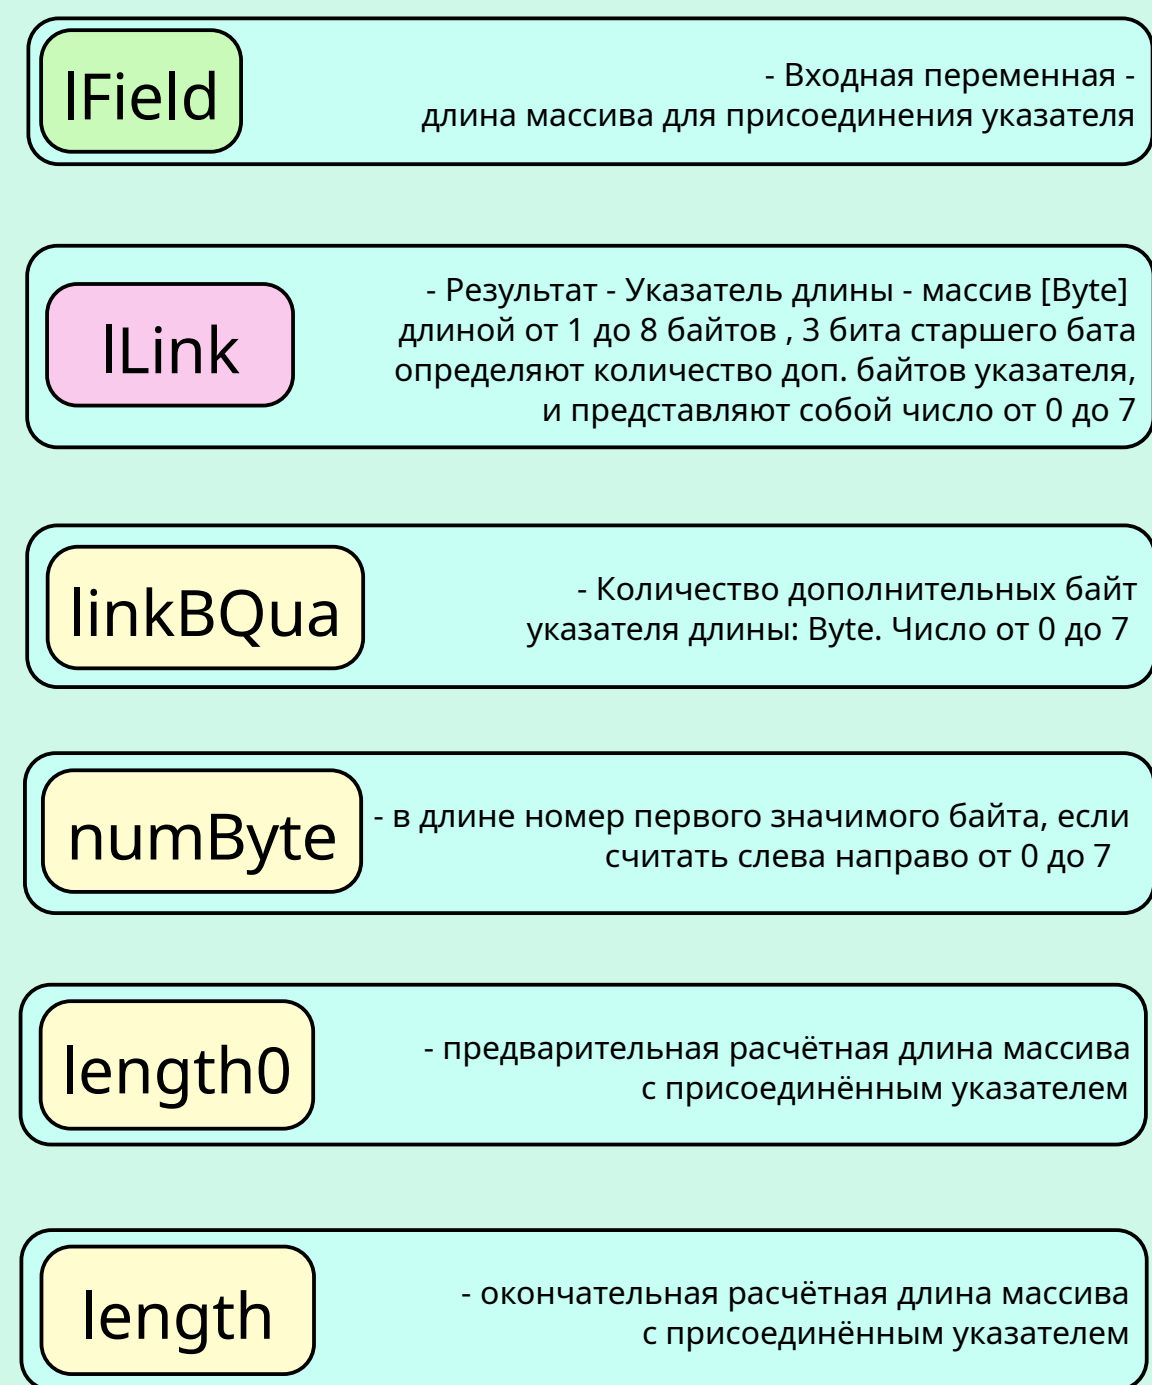 lField
- Входная переменная -
длина массива для присоединения указателя
lLink
- Результат - Указатель длины - массив [Byte]
длиной от 1 до 8 байтов , 3 бита старшего бата
определяют количество доп. байтов указателя,
и представляют собой число от 0 до 7
linkBQua
- Количество дополнительных байт
указателя длины: Byte. Число от 0 до 7
numByte
- в длине номер первого значимого байта, если
считать слева направо от 0 до 7
length0
- предварительная расчётная длина массива
с присоединённым указателем
length
- окончательная расчётная длина массива
с присоединённым указателем